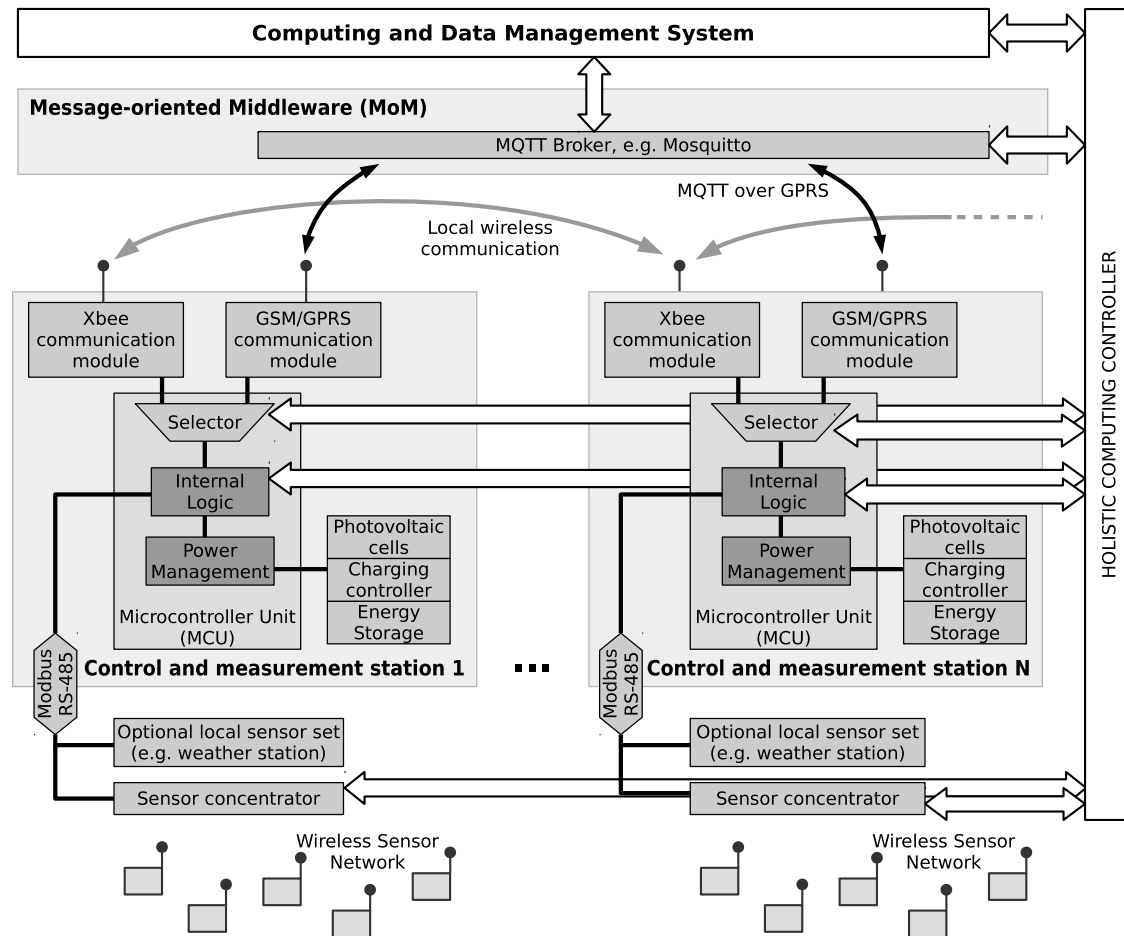 Computing and Data Management System
Message-oriented Middleware (MoM)
MQTT Broker, e.g. Mosquitto
MQTT over GPRS
Local wireless
communication
HOLISTIC COMPUTING CONTROLLER
Xbee
communication
module
GSM/GPRS
communication
module
Selector
Internal
Logic
Power
Management
Photovoltaic
cells
Charging
controller
Energy
Storage
Microcontroller Unit
(MCU)
Control and measurement station 1
Modbus
RS-485
Optional local sensor set
(e.g. weather station)
Sensor concentrator
Wireless Sensor
Network
...
Xbee
communication
module
GSM/GPRS
communication
module
Selector
Internal
Logic
Power
Management
Photovoltaic
cells
Charging
controller
Energy
Storage
Microcontroller Unit
(MCU)
Control and measurement station N
Modbus
RS-485
Optional local sensor set
(e.g. weather station)
Sensor concentrator
Wireless Sensor
Network